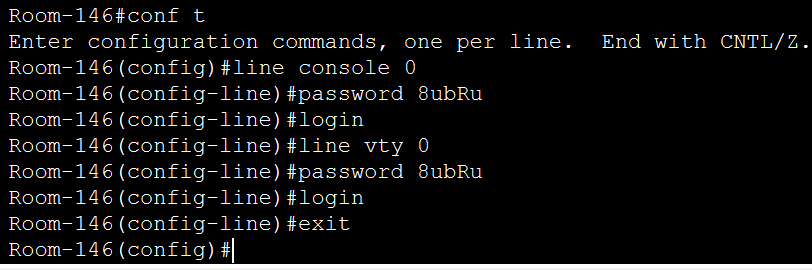 Room-146#conf t
Enter configuration commands, one per line.  End with CNTL/Z.
Room-146(config)#line console 0
Room-146(config-line)#password 8ubRu
Room-146(config-line)#login
Room-146(config-line)#line vty 0
Room-146(config-line)#password 8ubRu
Room-146(config-line)#login
Room-146(config-line)#exit
Room-146(config)#